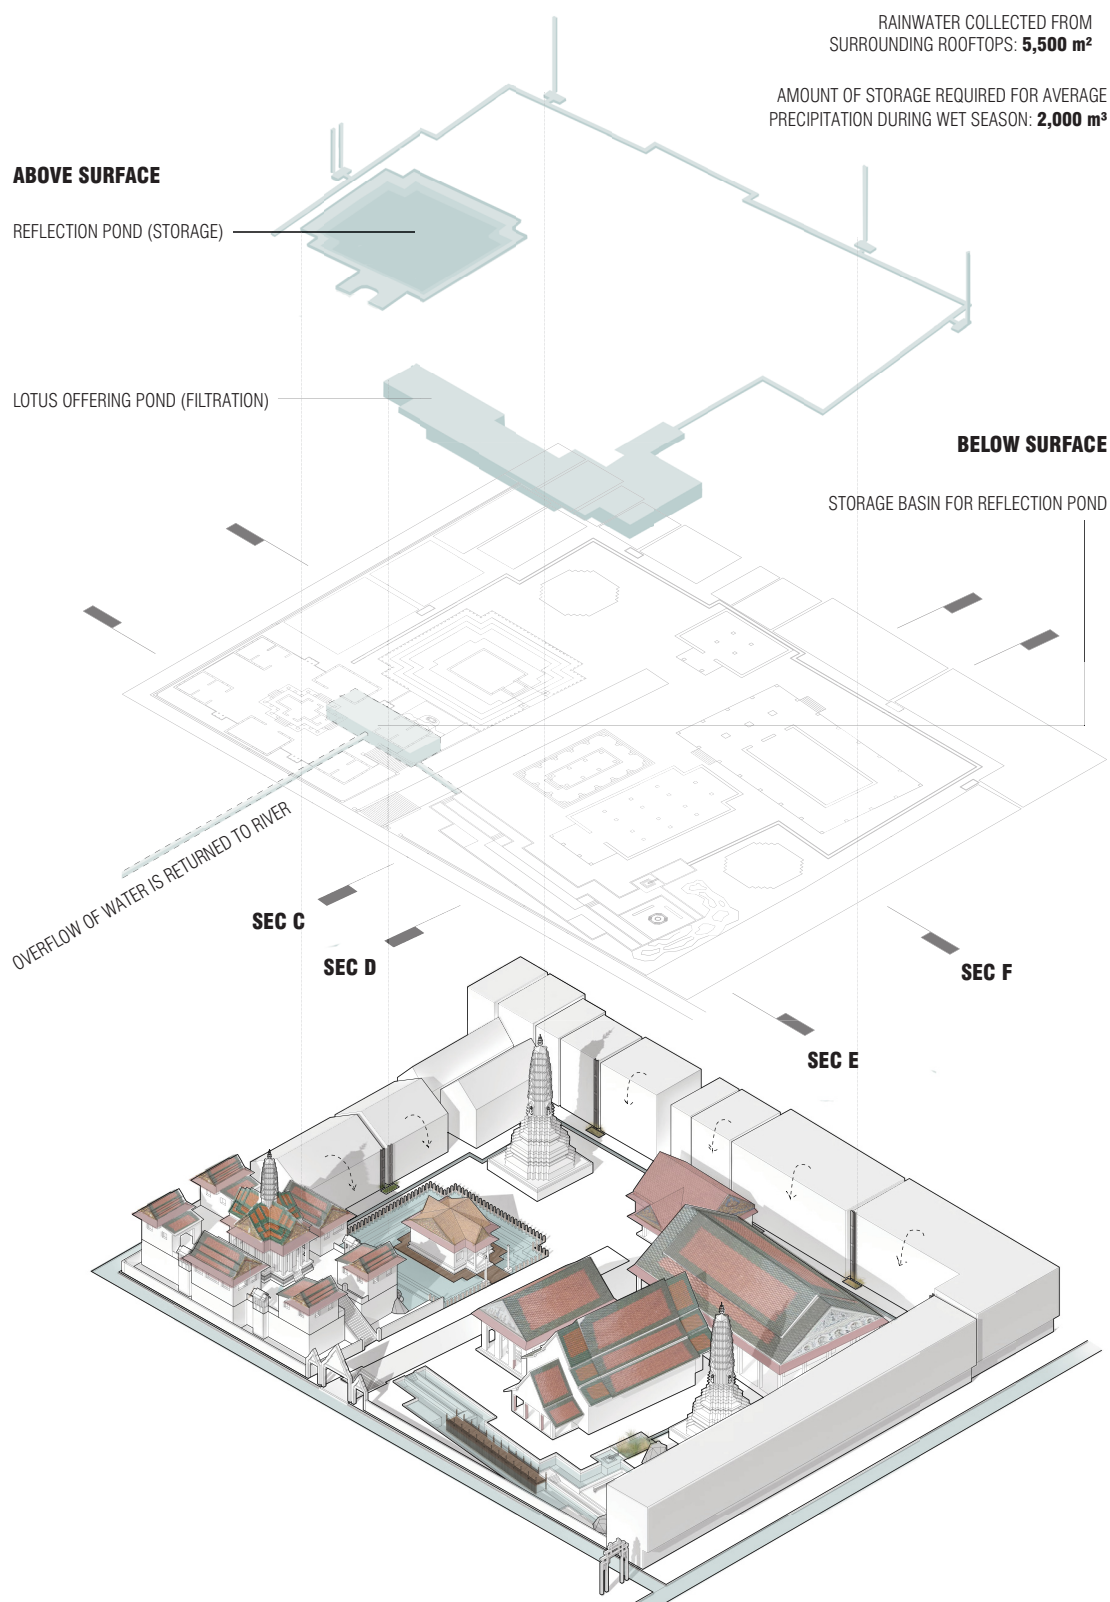 RAINWATER COLLECTED FROM
SURROUNDING ROOFTOPS: 5,500 m²
AMOUNT OF STORAGE REQUIRED FOR AVERAGE
PRECIPITATION DURING WET SEASON: 2,000 m³
ABOVE SURFACE
REFLECTION POND (STORAGE)
LOTUS OFFERING POND (FILTRATION)
BELOW SURFACE
STORAGE BASIN FOR REFLECTION POND
OVERFLOW OF WATER IS RETURNED TO RIVER
SEC C
SEC D
SEC F
SEC E